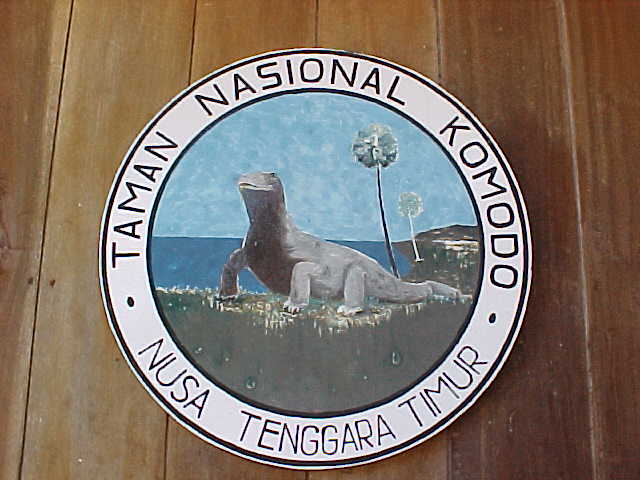 TAMAN NASIONAL KOMODO
NUSA TENGGARA TIMUR